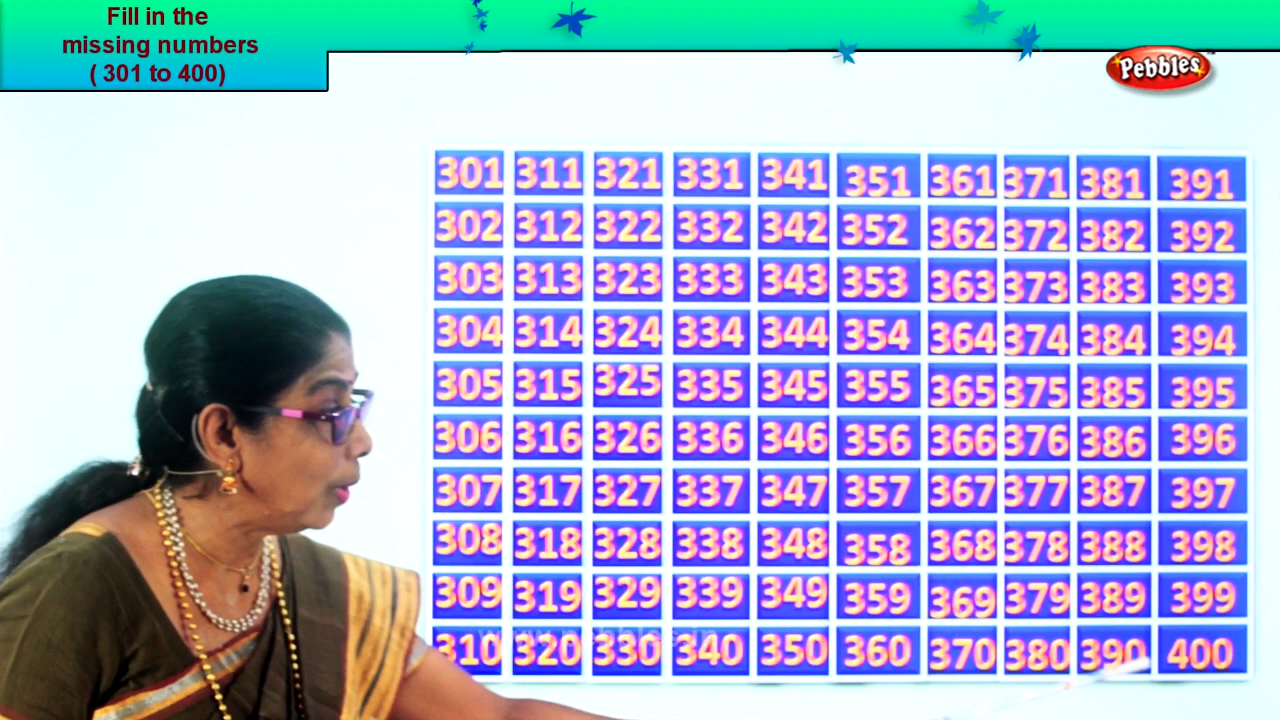 Fill in the
missing numbers
( 301 to 400)
Pebbles
301 311 321 331 341 351 361 371 381 391
302 312 322 332 342 352 362 372 382 392
303 313 323 333 343 353 363 373 383 393
304 314 324 334 344 354 364 374 384 394
305 315 325 335 345 355 365 375 385 395
306 316 326 336 346 356 366 376 386 396
307 317 327 337 347 357 367 377 387 397
308 318 328 338 348 358 368 378 388 398
309 319 329 339 349 359 369 379 389 399
310 320 330 340 350 360 370 380 390 400
www.pebbles.in